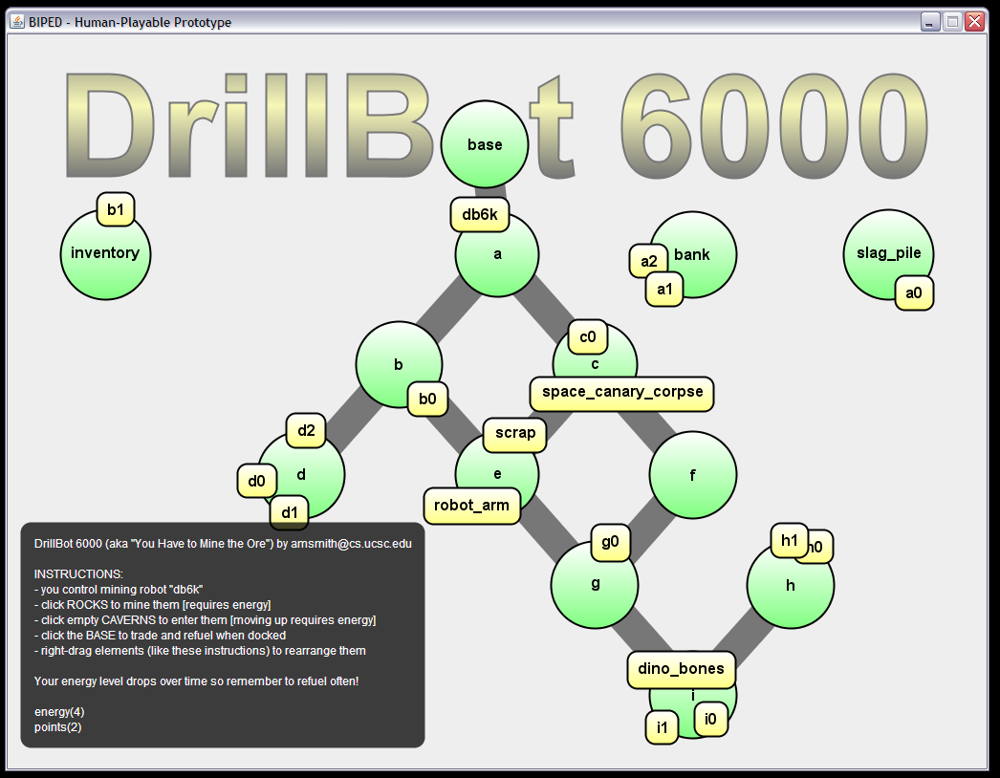 BIPED - Human-Playable Prototype
DrillBot 6000
base
b1
db6k
inventory
a
bank
a2
a1
slag_pile
a0
c0
b
c
b0
space_canary_corpse
d2
scrap
d0
d
e
f
d1
robot_arm
g0
h1
h0
g
h
dino_bones
i
i1
i0
DrillBot 6000 (aka "You Have to Mine the Ore") by amsmith@cs.ucsc.edu
INSTRUCTIONS:
- you control mining robot "db6k"
- click ROCKS to mine them [requires energy]
- click empty CAVERNS to enter them [moving up requires energy]
- click the BASE to trade and refuel when docked
- right-drag elements (like these instructions) to rearrange them
Your energy level drops over time so remember to refuel often!
energy(4)
points(2)